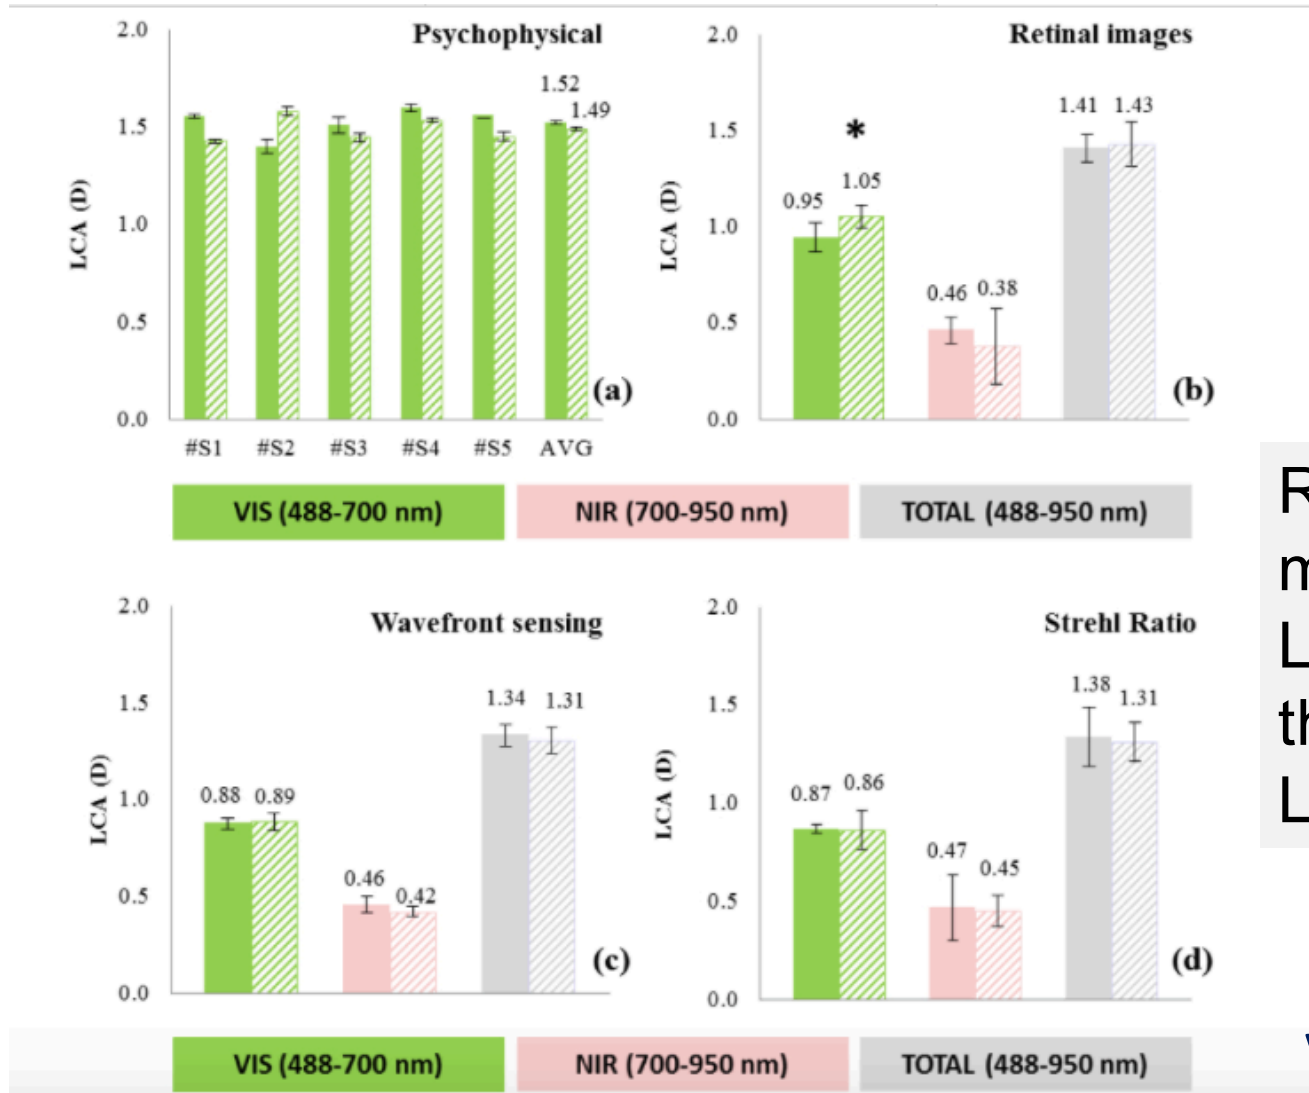 Psychophysical
2.0
1.5
1.0
0.5
0.0
LCA (D)
1.52
1.49
(a)
#S1 #S2 #S3 #S4 #S5 AVG
Retinal images
2.0
1.5
1.0
0.5
0.0
LCA (D)
*
0.95 1.05
0.46 0.38
1.41 1.43
(b)
VIS (488-700 nm) NIR (700-950 nm) TOTAL (488-950 nm)
R
m
L
th
L
Wavefront sensing
2.0
1.5
1.0
0.5
0.0
LCA (D)
0.88 0.89
0.46 0.42
1.34 1.31
(c)
Strehl Ratio
2.0
1.5
1.0
0.5
0.0
LCA (D)
0.87 0.86
0.47 0.45
1.38 1.31
(d)
VIS (488-700 nm) NIR (700-950 nm) TOTAL (488-950 nm)